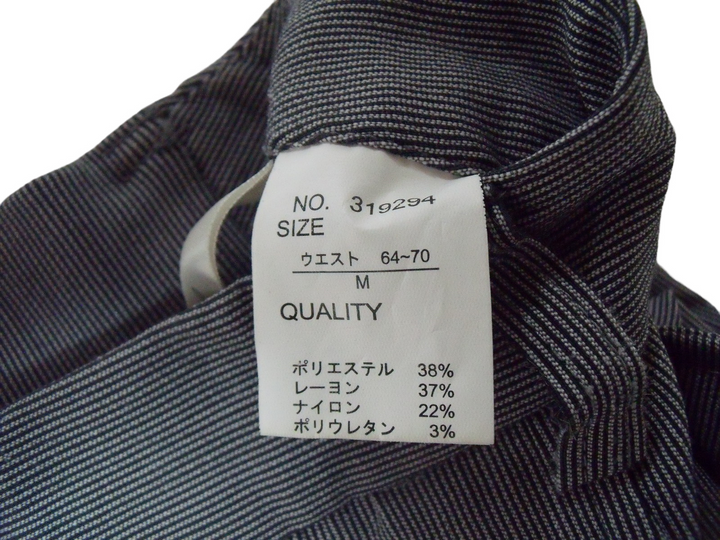 NO. 319294
SIZE
ウエスト 64~70
M
QUALITY
ポリエステル 38%
レーヨン 37%
ナイロン 22%
ポリウレタン 3%